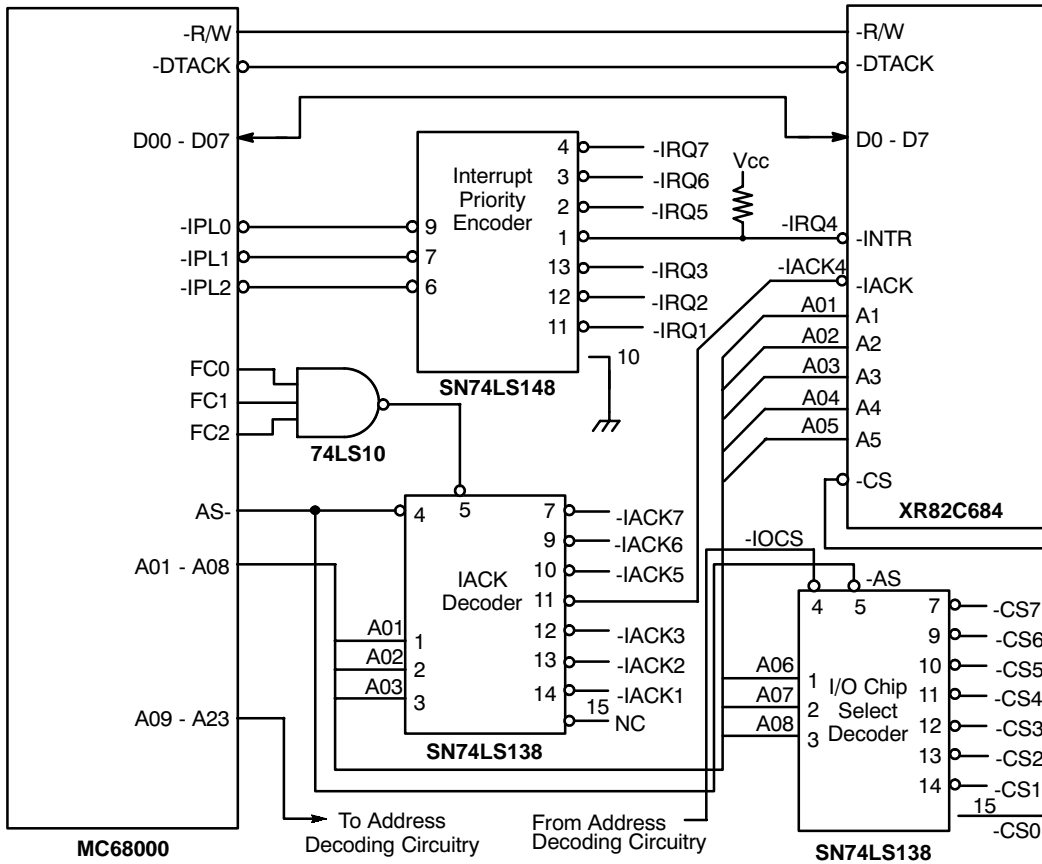 -R/W
-DTACK
D00 - D07
-IPL0
-IPL1
-IPL2
FC0
FC1
FC2
AS-
A01 - A08
A09 - A23
MC68000
74LS10
Interrupt
Priority
Encoder
9
7
6
4
3
2
1
13
12
11
10
-IRQ7
-IRQ6
-IRQ5
-IRQ3
-IRQ2
-IRQ1
SN74LS148
Vcc
-IRQ4
-IACK4
A01
A02
A03
A04
A05
-R/W
-DTACK
D0 - D7
-INTR
-IACK
A1
A2
A3
A4
A5
-CS
XR82C684
4
5
IACK
Decoder
A01
A02
A03
1
2
3
7
9
10
11
12
13
14
15
-IACK7
-IACK6
-IACK5
-IACK3
-IACK2
-IACK1
NC
SN74LS138
-IOCS
-AS
4
5
A06
A07
A08
1
2
3
I/O Chip
Select
Decoder
7
9
10
11
12
13
14
15
-CS7
-CS6
-CS5
-CS4
-CS3
-CS2
-CS1
-CS0
SN74LS138
To Address
Decoding Circuitry
From Address
Decoding Circuitry